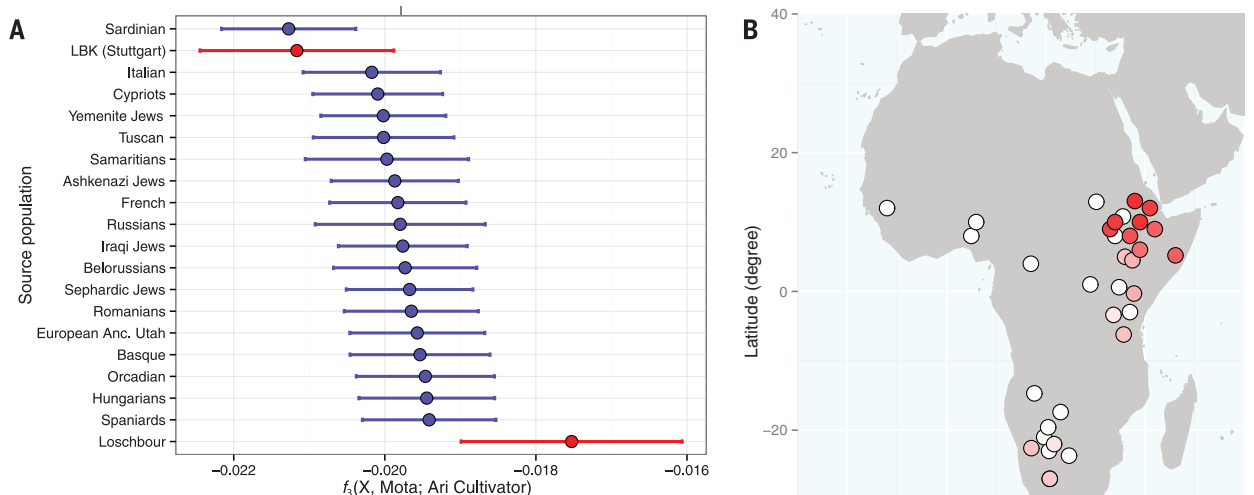 A
Source population
Sardinian
LBK (Stuttgart)
Italian
Cypriots
Yemenite Jews
Tuscan
Samaritians
Ashkenazi Jews
French
Russians
Iraqi Jews
Belorussians
Sephardic Jews
Romanians
European Anc. Utah
Basque
Orcadian
Hungarians
Spaniards
Loschbour
−0.022 −0.020 −0.018 −0.016
f3(X, Mota; Ari Cultivator)
B
Latitude (degree)
40
20
0
−20